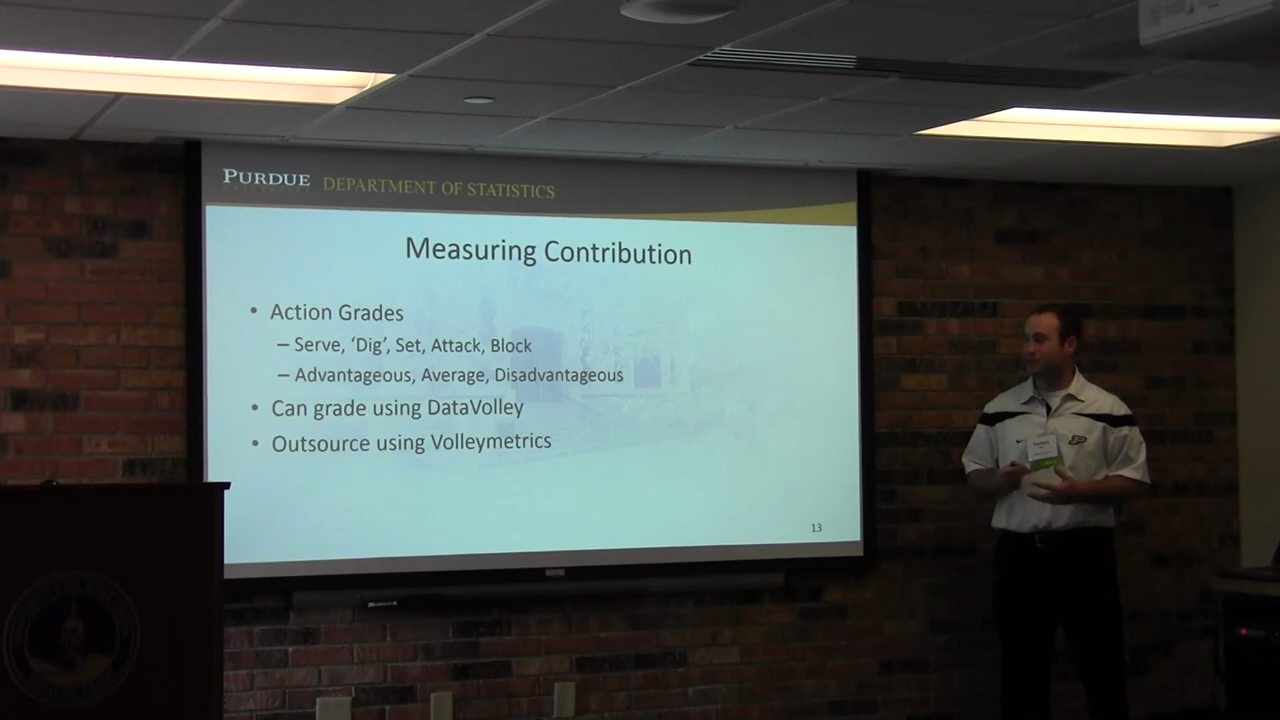 PURDUE DEPARTMENT OF STATISTICS
Measuring Contribution
• Action Grades
– Serve, ‘Dig’, Set, Attack, Block
– Advantageous, Average, Disadvantageous
• Can grade using DataVolley
• Outsource using Volleymetrics
13